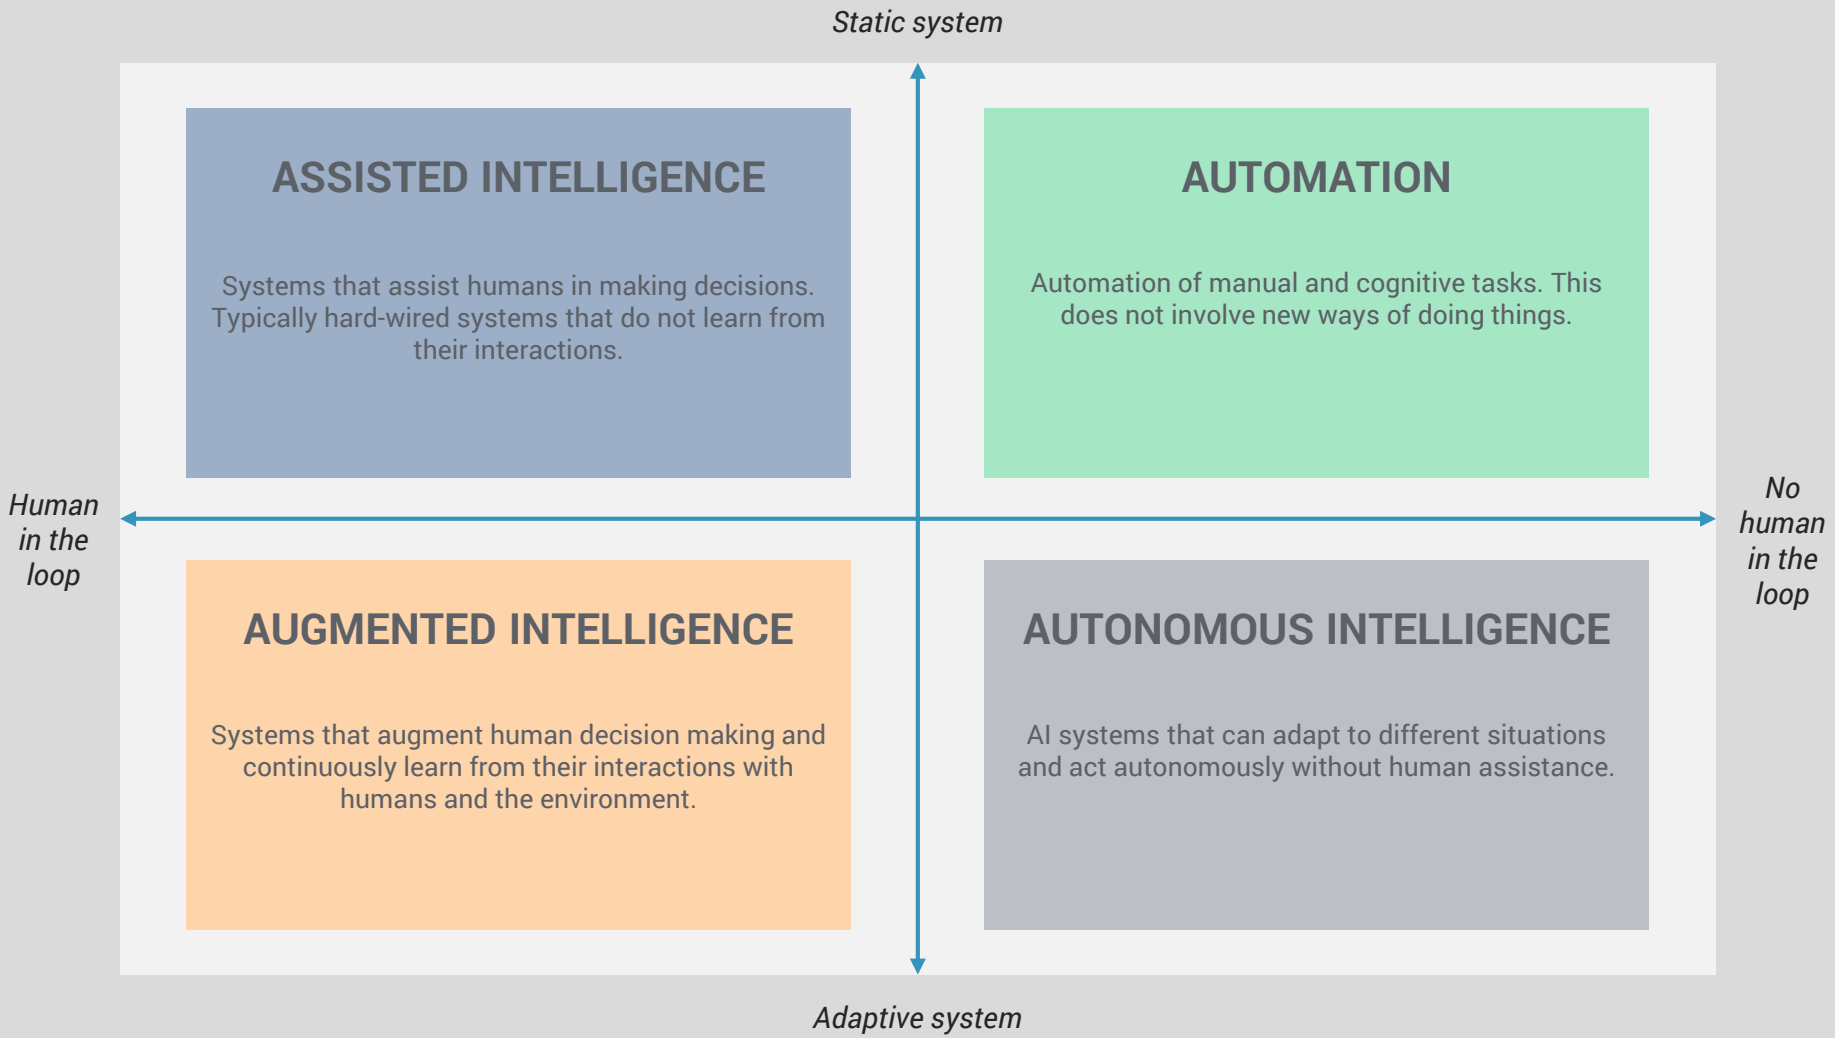 Static system
ASSISTED INTELLIGENCE
Systems that assist humans in making decisions.
Typically hard-wired systems that do not learn from
their interactions.
AUTOMATION
Automation of manual and cognitive tasks. This
does not involve new ways of doing things.
Human
in the
loop
No
human
in the
loop
AUGMENTED INTELLIGENCE
Systems that augment human decision making and
continuously learn from their interactions with
humans and the environment.
AUTONOMOUS INTELLIGENCE
AI systems that can adapt to different situations
and act autonomously without human assistance.
Adaptive system